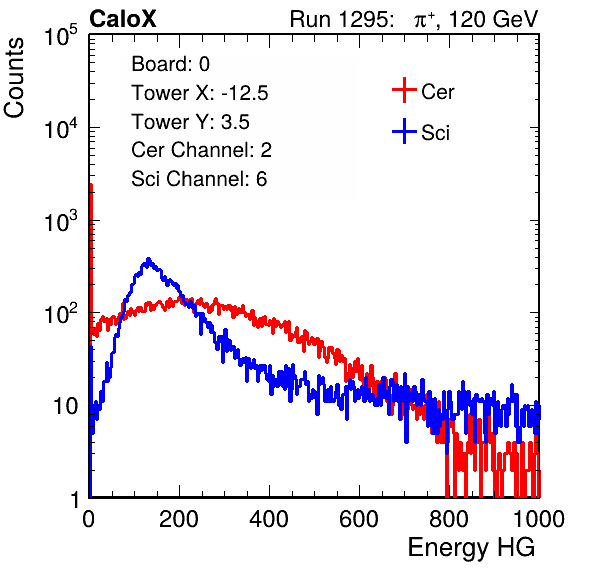 CaloX Run 1295: π⁺, 120 GeV
Counts
10⁵
10⁴
10³
10²
10
1
Board: 0
Tower X: -12.5
Tower Y: 3.5
Cer Channel: 2
Sci Channel: 6
Cer
Sci
0 200 400 600 800 1000
Energy HG